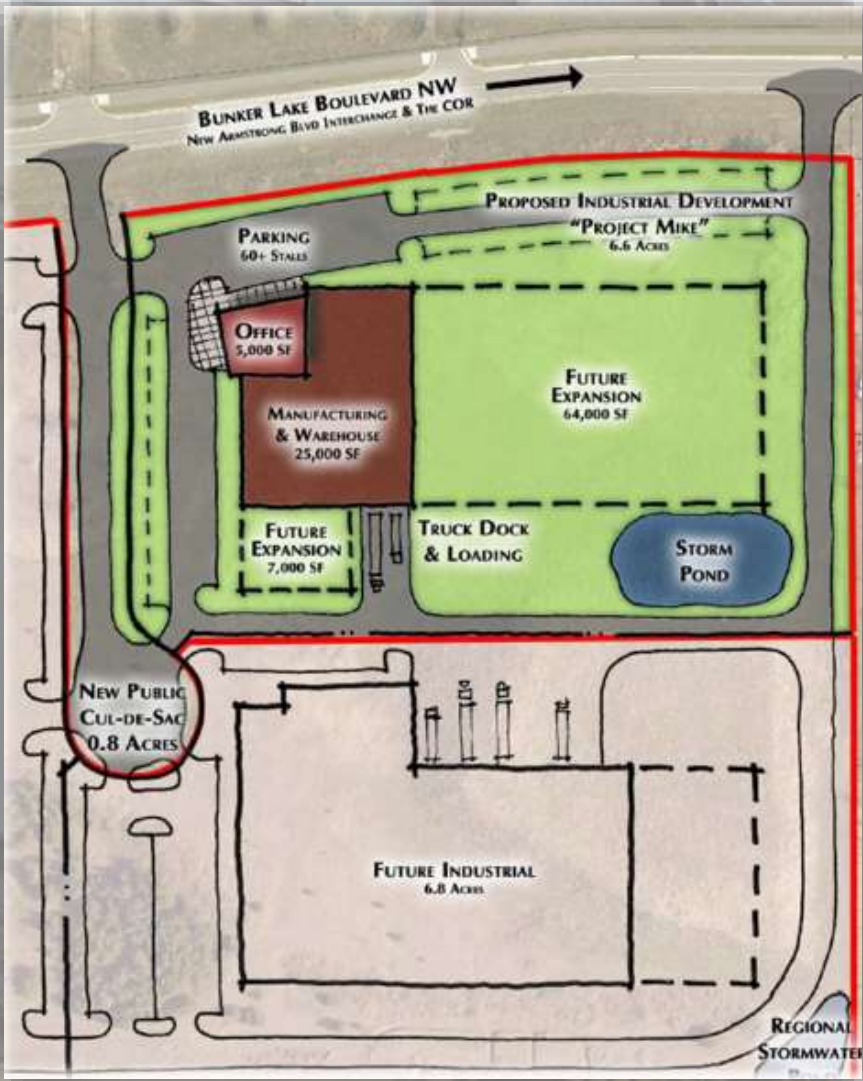 BUNKER LAKE BOULEVARD NW
NEW ARMSTRONG BLVD INTERCHANGE & THE COR
PROPOSED INDUSTRIAL DEVELOPMENT
"PROJECT MIKE"
6.6 ACRES
PARKING
60+ STALLS
OFFICE
5,000 SF
MANUFACTURING
& WAREHOUSE
25,000 SF
FUTURE
EXPANSION
64,000 SF
FUTURE
EXPANSION
7,000 SF
TRUCK DOCK
& LOADING
STORM
POND
NEW PUBLIC
CUL-DE-SAC
0.8 ACRES
FUTURE INDUSTRIAL
6.8 ACRES
REGIONAL
STORMWATER